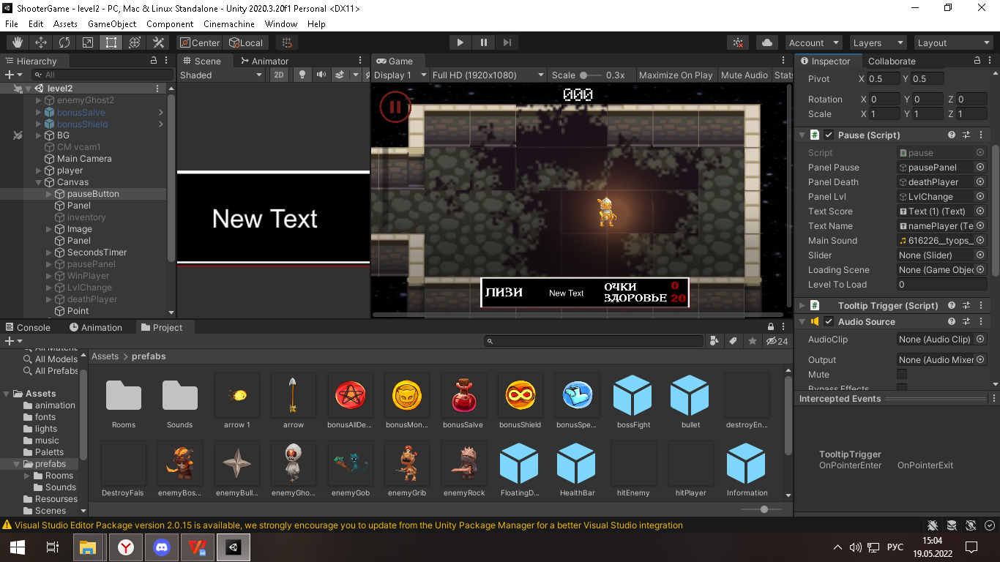 ShooterGame - level2 - PC, Mac & Linux Standalone - Unity 2020.3.20f1 Personal <DX11>
File Edit Assets GameObject Component Cinemachine Window Help
Center Local Account Layers Layout
Hierarchy
All
level2
enemyGhost2
bonusSalve
bonusShield
BG
CM vcam1
Main Camera
player
Canvas
pauseButton
Panel
inventory
Image
Panel
SecondsTimer
pausePanel
WinPlayer
LvlChange
deathPlayer
Point
Scene Animator
Shaded 2D
New Text
Game
Display 1 Full HD (1920x1080) Scale 0.3x Maximize On Play Mute Audio Stats
000
ЛИЗИ New Text ОЧКИ 0
ЗДОРОВЬЕ 20
Inspector Collaborate
Pivot X 0.5 Y 0.5
Rotation X 0 Y 0 Z 0
Scale X 1 Y 1 Z 1
# Pause (Script)
Script # pause
Panel Pause pausePanel
Panel Death deathPlayer
Panel Lvl LvlChange
Text Score Text (1) (Text)
Text Name namePlayer (Te
Main Sound 616226__tyops_
Slider None (Slider)
Loading Scene None (Game Objec
Level To Load 0
# Tooltip Trigger (Script)
Audio Source
AudioClip None (Audio Clip)
Output None (Audio Mixer
Mute
Bypass Effects
Intercepted Events
TooltipTrigger
OnPointerEnter OnPointerExit
Console Animation Project
24
All Materia
All Models
All Prefabs
Assets
animation
fonts
lights
music
Paletts
prefabs
Rooms
Sounds
Resourses
Scenes
Assets > prefabs
Rooms Sounds arrow 1 arrow bonusAllDe... bonusMon... bonusSalve bonusShield bonusSpe... bossFight bullet destroyEn...
DestroyFals enemyBos... enemyBull... enemyGho... enemyGob enemyGrib enemyRock FloatingD... HealthBar hitEnemy hitPlayer Information
Visual Studio Editor Package version 2.0.15 is available, we strongly encourage you to update from the Unity Package Manager for a better Visual Studio integration
РУС 15:04
19.05.2022